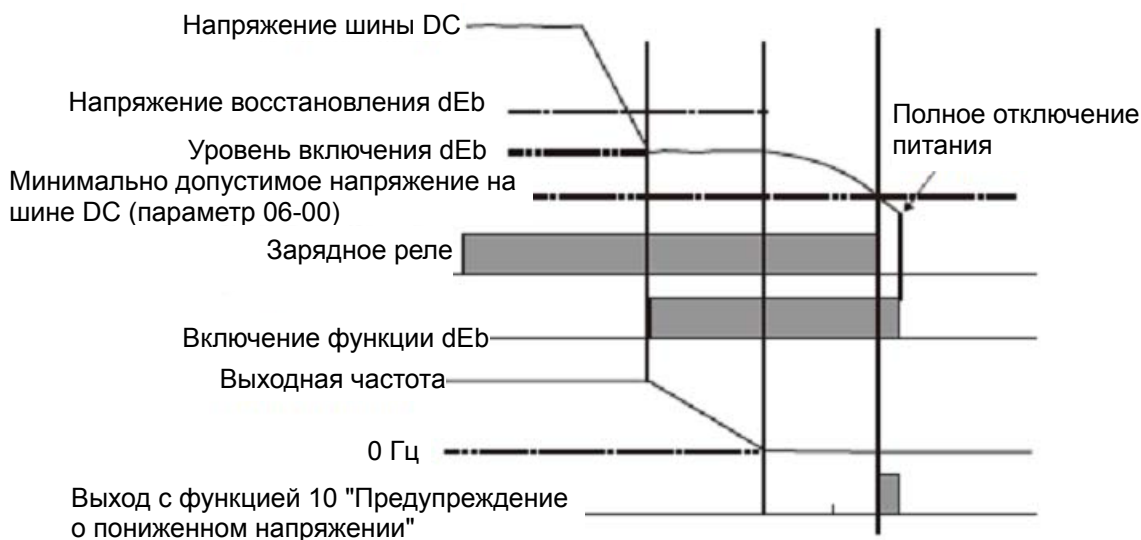 Напряжение шины DC
Напряжение восстановления dEb
Полное отключение
питания
Уровень включения dEb
Минимально допустимое напряжение на
шине DC (параметр 06-00)
Зарядное реле
Включение функции dEb
Выходная частота
0 Гц
Выход с функцией 10 "Предупреждение
о пониженном напряжении"